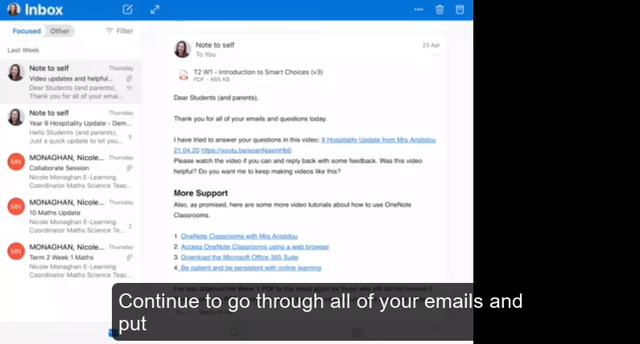 Inbox
Focused Other Filter
Last Week
Note to self Thursday
Video updates and helpful...
Dear Students (and parents), 11
Thank you for all of your emai...
Note to self Thursday
Year 9 Hospitality Update - Dem...
Hello Students (and parents), 5
Just a quick update to let you...
MN MONAGHAN, Nicole... Thursday
Collaborate Session
Nicole Monaghan E-Learning
Coordinator Maths Science Teac...
MN MONAGHAN, Nicole... Thursday
10 Maths Update
Nicole Monaghan E-Learning 2
Coordinator Maths Science Teac...
MN MONAGHAN, Nicole... Thursday
Term 2 Week 1 Maths
Nicole Monaghan E-Learning
Coordinator Maths Science Teac...
Note to self 23 Apr
To You
T2 W1 - Introduction to Smart Choices (v3)
PDF - 465 KB
Dear Students (and parents),
Thank you for all of your emails and questions today.
I have tried to answer your questions in this video: 9 Hospitality Update from Mrs Aristidou
21.04.20
Please watch the video if you can and reply back with some feedback. Was this
video helpful? Do you want me to keep making videos like this?
More Support
Also, as promised, here are some more video tutorials about how to use OneNote
Classrooms.
1. OneNote Classrooms with Mrs Aristidou
2. Access OneNote Classrooms using a web browser
3. Download the Microsoft Office 365 Suite
4. Be patient and be persistent with online learning
Continue to go through all of your emails and
put